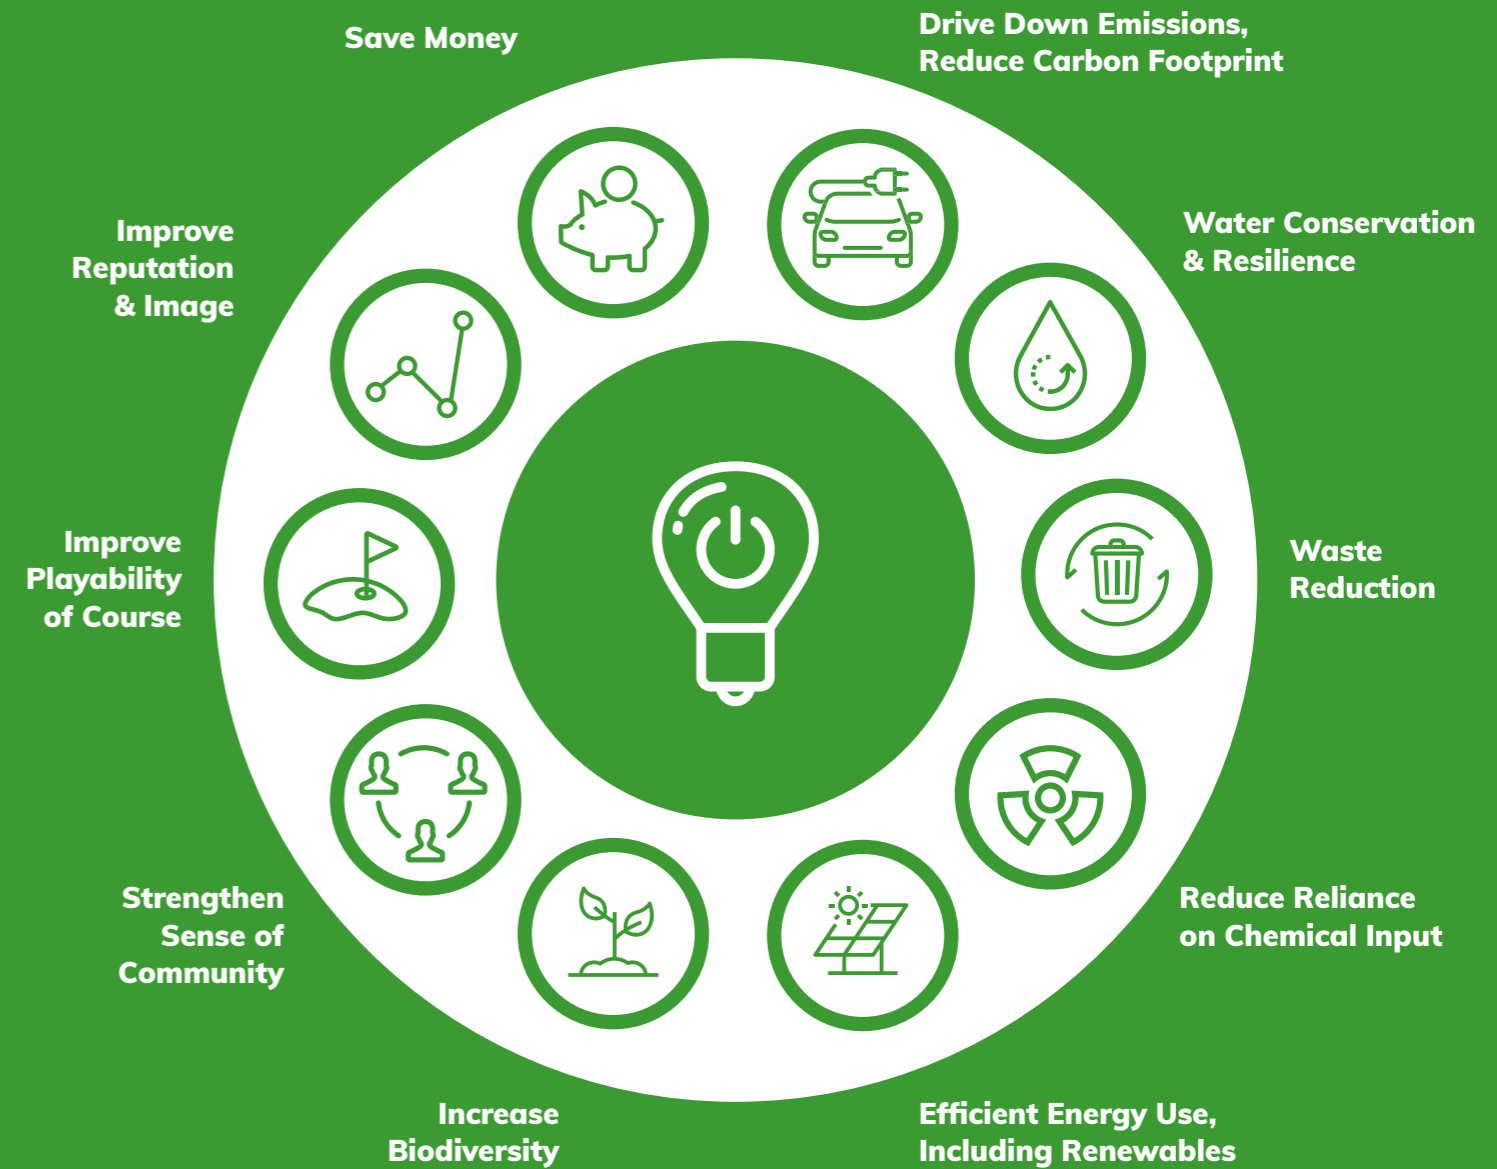 Save Money
Drive Down Emissions,
Reduce Carbon Footprint
Water Conservation
& Resilience
Waste
Reduction
Reduce Reliance
on Chemical Input
Efficient Energy Use,
Including Renewables
Increase
Biodiversity
Strengthen
Sense of
Community
Improve
Playability
of Course
Improve
Reputation
& Image